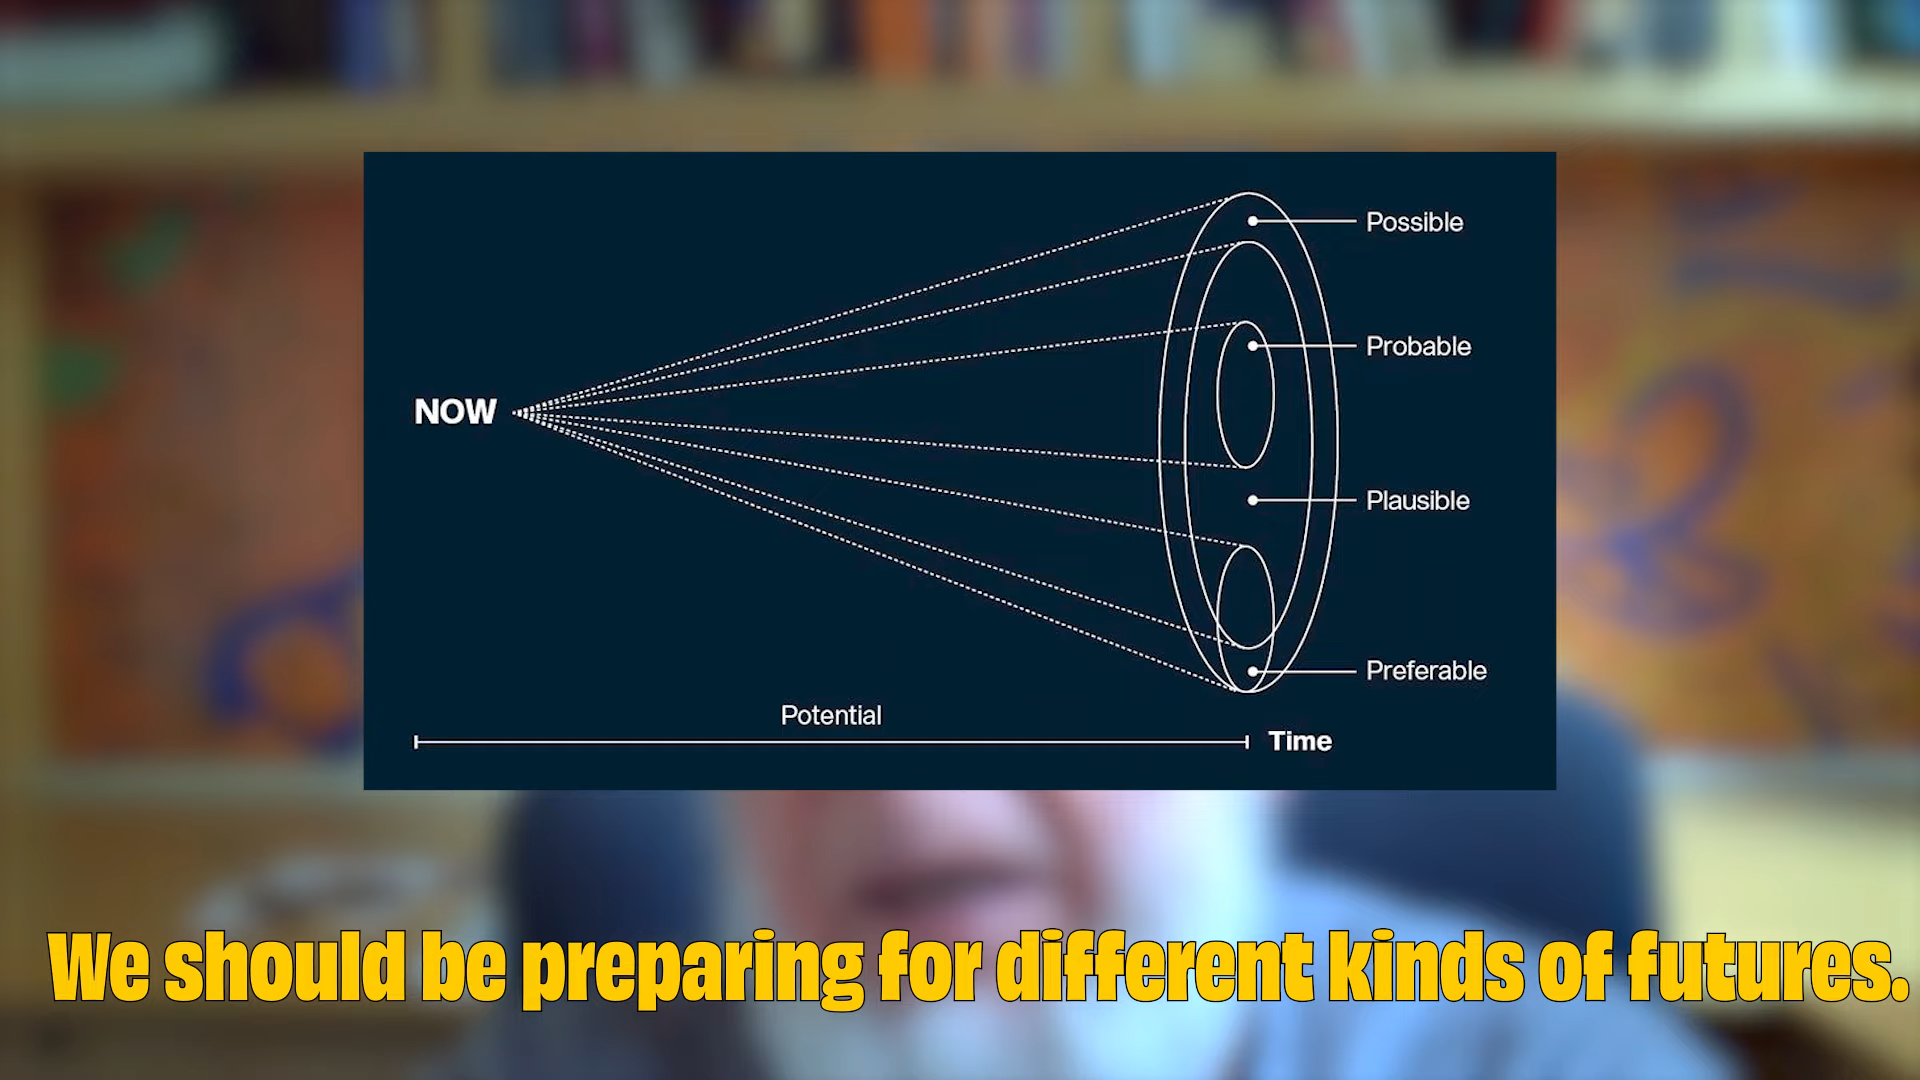 Possible
Probable
NOW
Plausible
Preferable
Potential
Time
We should be preparing for different kinds of futures.